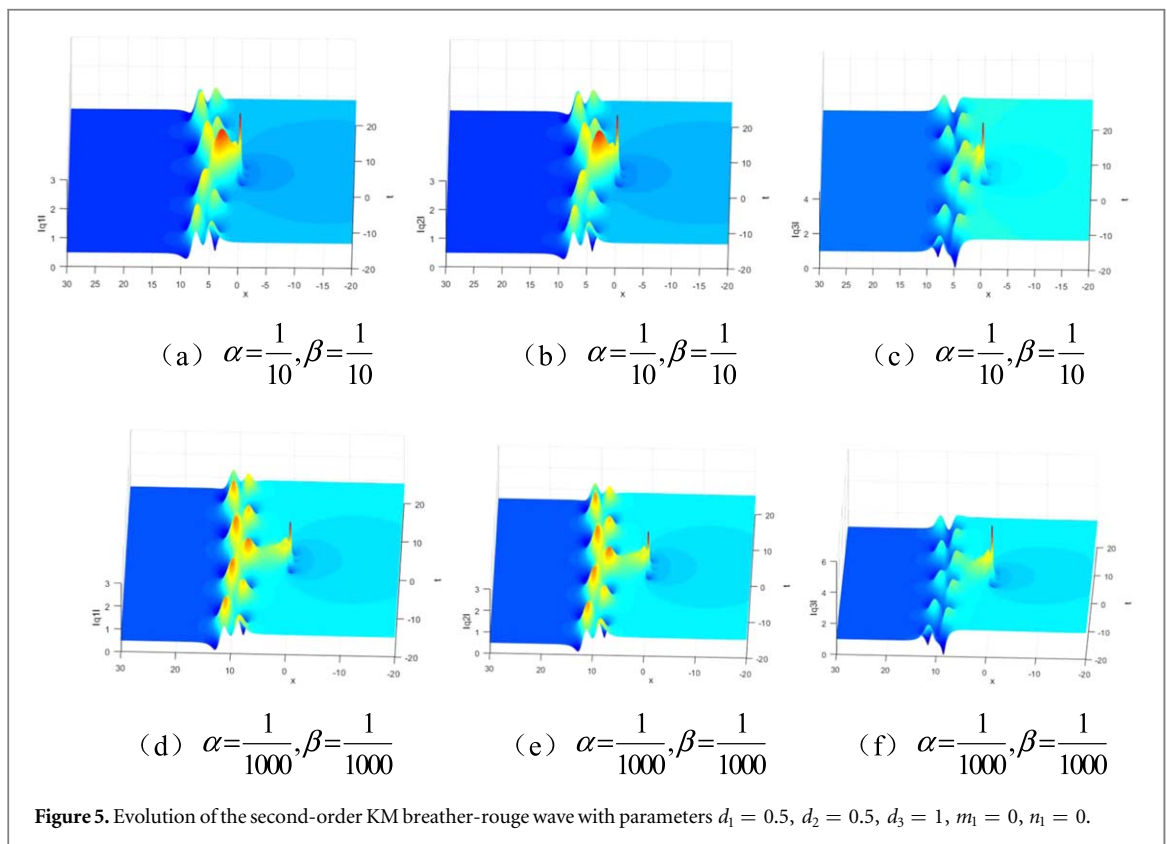 3
2
1
0
|q1|
30 25 20 15 10 5 0 -5 -10 -15 -20
x
20
10
0
-10
-20
t
3
2
1
0
|q2|
30 25 20 15 10 5 0 -5 -10 -15 -20
x
20
10
0
-10
-20
t
4
2
0
|q3|
30 25 20 15 10 5 0 -5 -10 -15 -20
x
20
10
0
-10
-20
t
(a) α=1/10,β=1/10
(b) α=1/10,β=1/10
(c) α=1/10,β=1/10
3
2
1
0
|q1|
30 20 10 0 -10 -20
x
20
10
0
-10
-20
t
3
2
1
0
|q2|
30 20 10 0 -10 -20
x
20
10
0
-10
-20
t
6
4
2
0
|q3|
30 20 10 0 -10 -20
x
20
10
0
-10
-20
t
(d) α=1/1000,β=1/1000
(e) α=1/1000,β=1/1000
(f) α=1/1000,β=1/1000
Figure 5. Evolution of the second-order KM breather-rouge wave with parameters d₁ = 0.5, d₂ = 0.5, d₃ = 1, m₁ = 0, n₁ = 0.